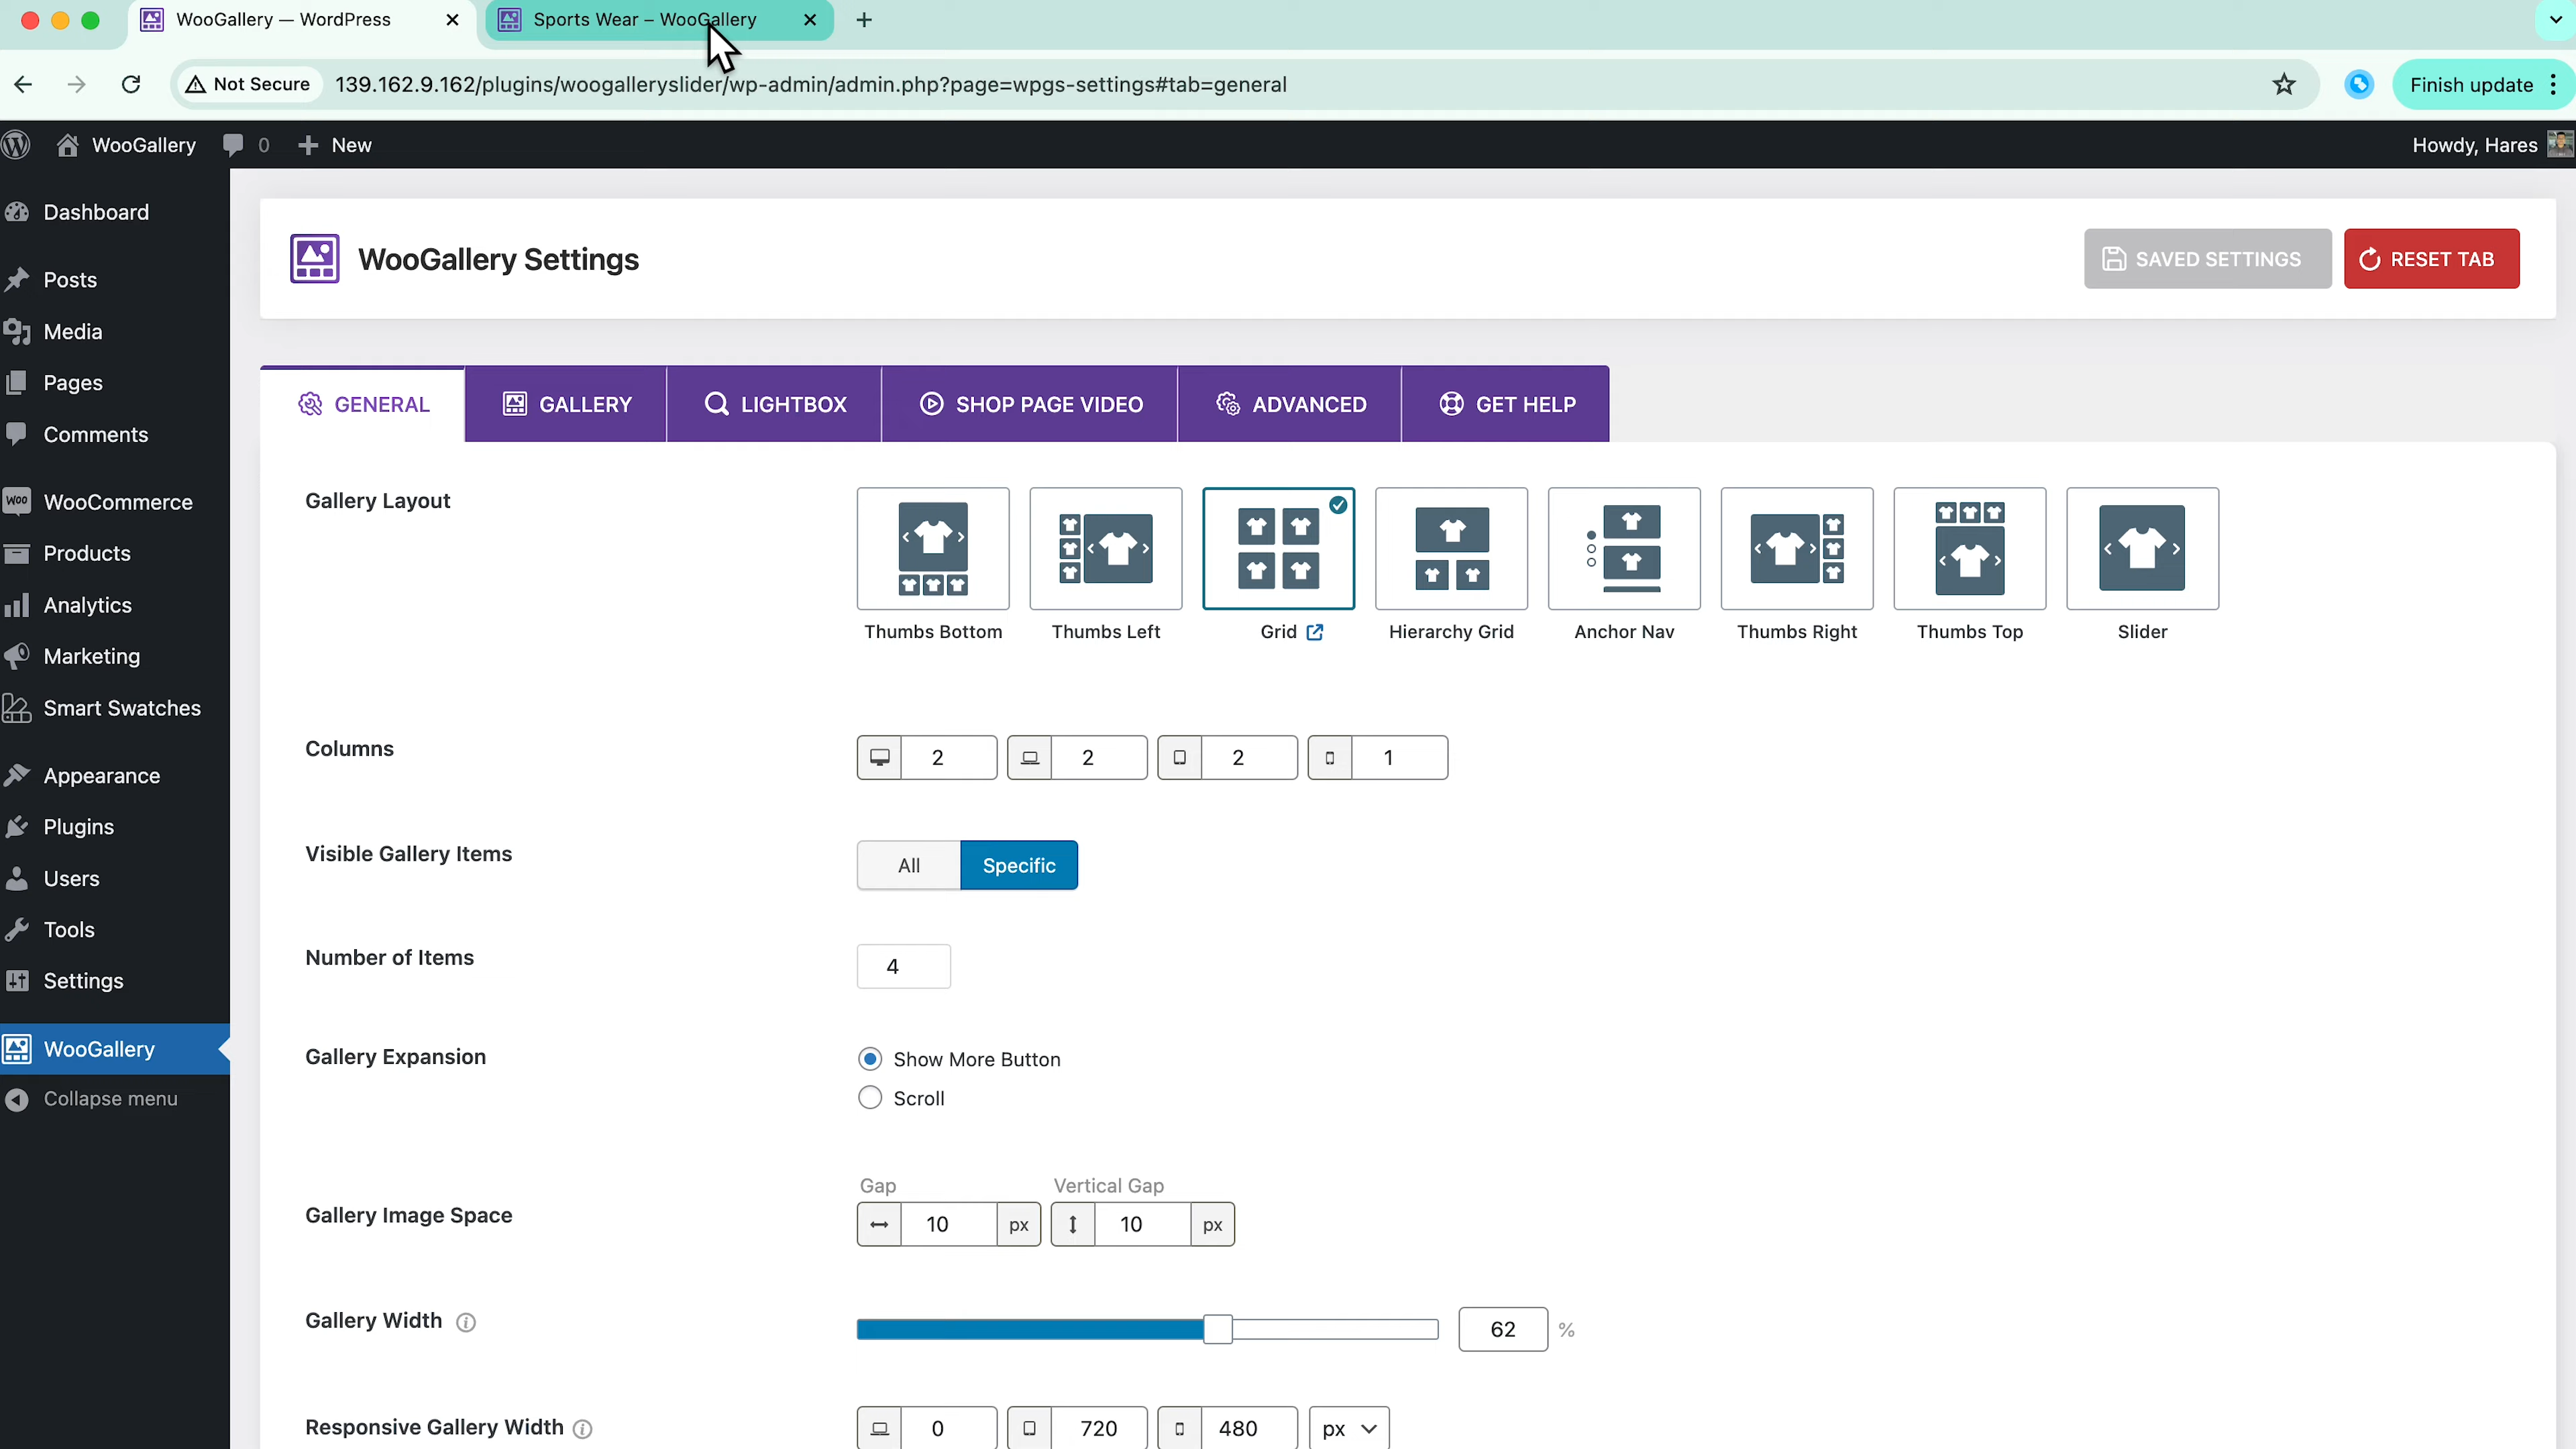 WooGallery — WordPress
Sports Wear – WooGallery
Not Secure 139.162.9.162/plugins/woogalleryslider/wp-admin/admin.php?page=wpgs-settings#tab=general Finish update
WooGallery 0 New Howdy, Hares
Dashboard
Posts
Media
Pages
Comments
Woo WooCommerce
Products
Analytics
Marketing
Smart Swatches
Appearance
Plugins
Users
Tools
Settings
WooGallery
Collapse menu
WooGallery Settings
SAVED SETTINGS RESET TAB
GENERAL GALLERY LIGHTBOX SHOP PAGE VIDEO ADVANCED GET HELP
Gallery Layout
Thumbs Bottom Thumbs Left Grid Hierarchy Grid Anchor Nav Thumbs Right Thumbs Top Slider
Columns 2 2 2 1
Visible Gallery Items All Specific
Number of Items 4
Gallery Expansion Show More Button
Scroll
Gap Vertical Gap
Gallery Image Space 10 px 10 px
Gallery Width 62 %
Responsive Gallery Width 0 720 480 px